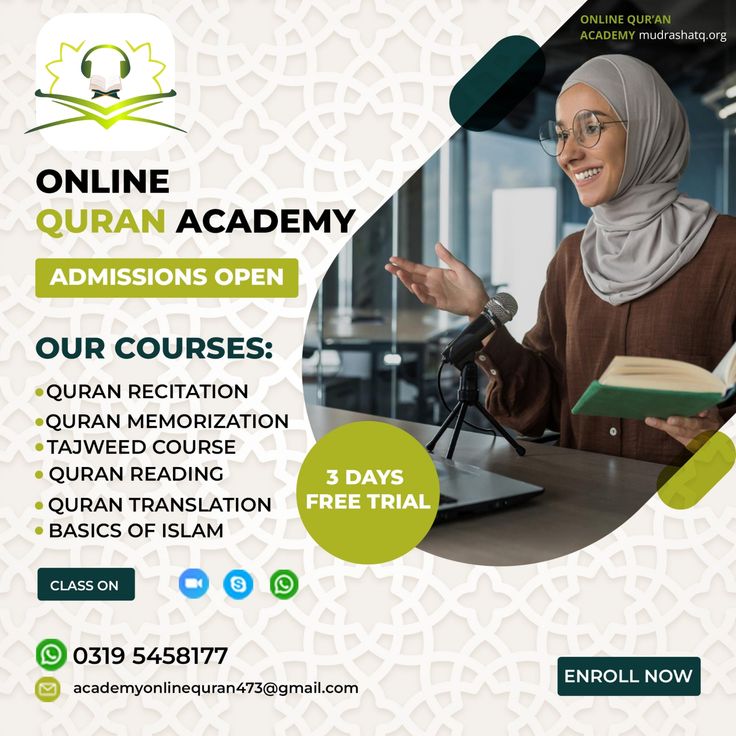 ONLINE QUR'AN
ACADEMY mudrashatq.org
ONLINE
QURAN ACADEMY
ADMISSIONS OPEN
OUR COURSES:
QURAN RECITATION
QURAN MEMORIZATION
TAJWEED COURSE
QURAN READING
QURAN TRANSLATION
BASICS OF ISLAM
3 DAYS
FREE TRIAL
CLASS ON
0319 5458177
academyonlinequran473@gmail.com
ENROLL NOW